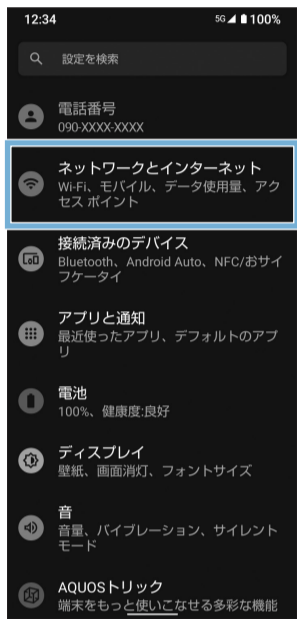 12:34 5G 100%
設定を検索
電話番号
090-XXXX-XXXX
ネットワークとインターネット
Wi-Fi、モバイル、データ使用量、アク
セス ポイント
接続済みのデバイス
Bluetooth、Android Auto、NFC/おサイ
フケータイ
アプリと通知
最近使ったアプリ、デフォルトのアプ
リ
電池
100%、健康度:良好
ディスプレイ
壁紙、画面消灯、フォントサイズ
音
音量、バイブレーション、サイレント
モード
AQUOSトリック
端末をもっと使いこなせる多彩な機能